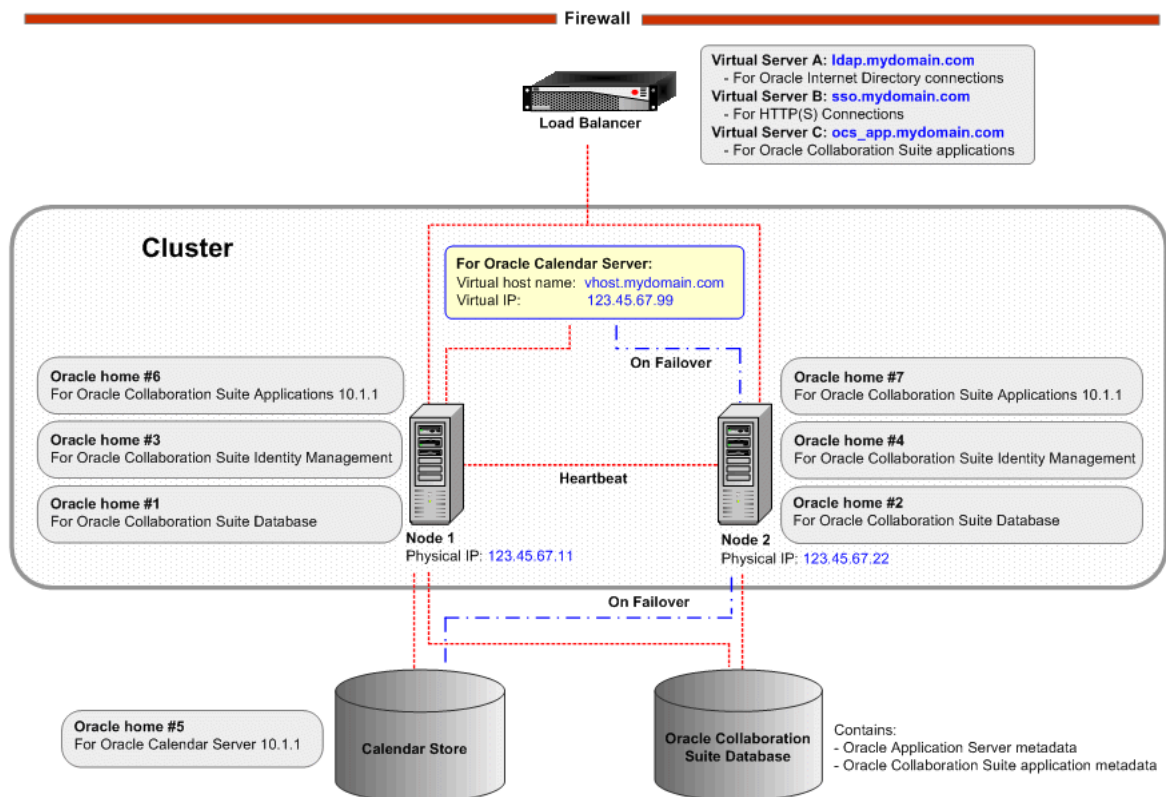 Firewall
Virtual Server A: ldap.mydomain.com
- For Oracle Internet Directory connections
Virtual Server B: sso.mydomain.com
- For HTTP(S) Connections
Virtual Server C: ocs_app.mydomain.com
- For Oracle Collaboration Suite applications
Load Balancer
Cluster
For Oracle Calendar Server:
Virtual host name: vhost.mydomain.com
Virtual IP: 123.45.67.99
On Failover
Oracle home #6
For Oracle Collaboration Suite Applications 10.1.1
Oracle home #3
For Oracle Collaboration Suite Identity Management
Oracle home #1
For Oracle Collaboration Suite Database
Oracle home #7
For Oracle Collaboration Suite Applications 10.1.1
Oracle home #4
For Oracle Collaboration Suite Identity Management
Oracle home #2
For Oracle Collaboration Suite Database
Heartbeat
Node 1
Physical IP: 123.45.67.11
Node 2
Physical IP: 123.45.67.22
On Failover
Oracle home #5
For Oracle Calendar Server 10.1.1
Calendar Store
Oracle Collaboration
Suite Database
Contains:
- Oracle Application Server metadata
- Oracle Collaboration Suite application metadata